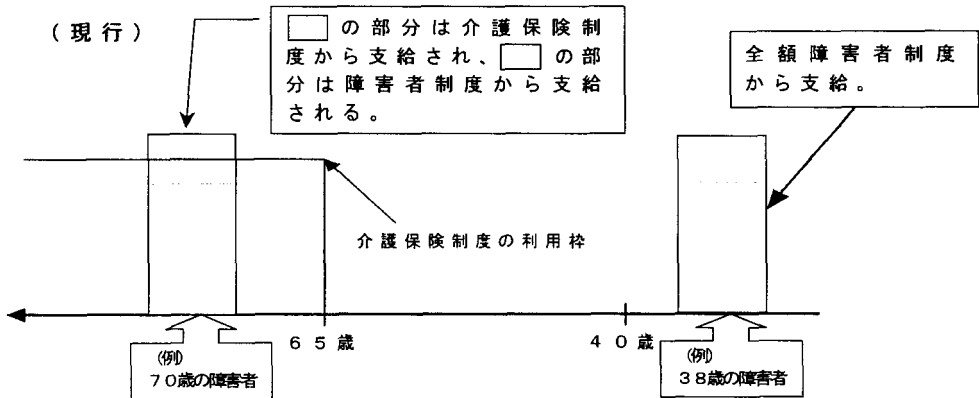 (現行)
□の部分は介護保険制
度から支給され、□の部
分は障害者制度から支給
される。
全額障害者制度
から支給。
介護保険制度の利用枠
65歳
40歳
(例)
70歳の障害者
(例)
38歳の障害者